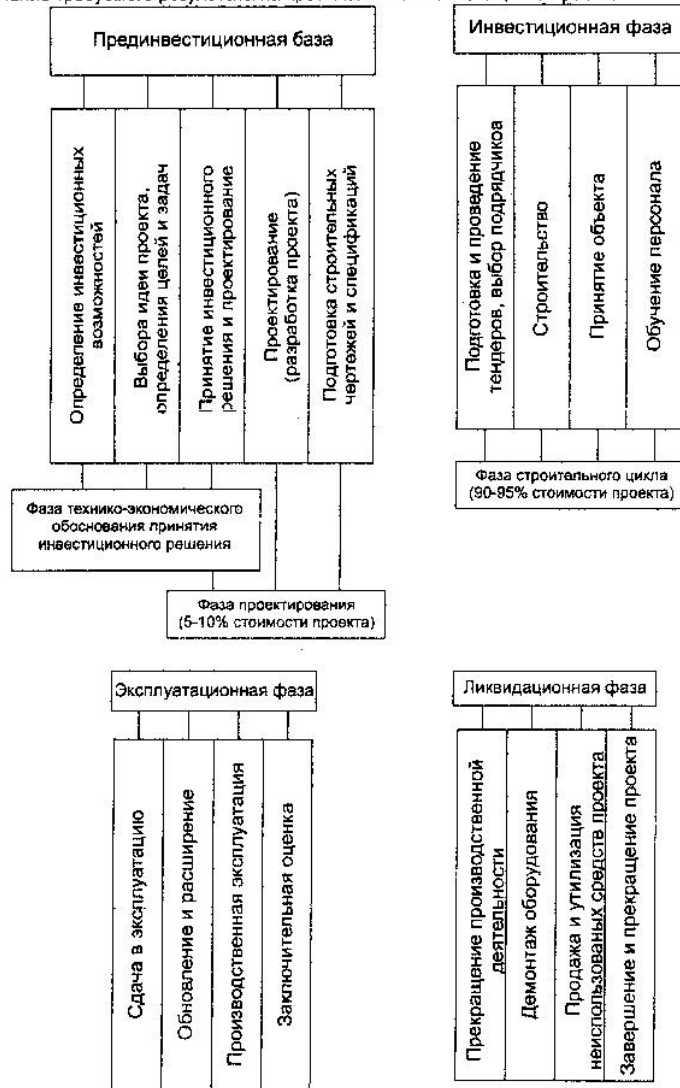 Прединвестиционная база
Определение инвестиционных
возможностей
Выбора идеи проекта,
определения целей и задач
Принятие инвестиционного
решения и проектирование
Проектирование
(разработка проекта)
Подготовка строительных
чертежей и спецификаций
Фаза технико-экономического
обоснования принятия
инвестиционного решения
Фаза проектирования
(5-10% стоимости проекта)
Инвестиционная фаза
Подготовка и проведение
тендеров, выбор подрядчиков
Строительство
Принятие объекта
Обучение персонала
Фаза строительного цикла
(90-95% стоимости проекта)
Эксплуатационная фаза
Сдача в эксплуатацию
Обновление и расширение
Производственная эксплуатация
Заключительная оценка
Ликвидационная фаза
Прекращение производственной
деятельности
Демонтаж оборудования
Продажа и утилизация
неиспользованых средств проекта
Завершение и прекращение проекта